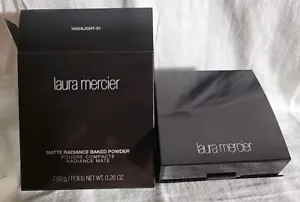 HIGHLIGHT-01
laura mercier
MATTE RADIANCE BAKED POWDER
POUDRE COMPACTE
RADIANCE MATE
7.50 g / POIDS NET WT. 0.26 OZ.
laura mercier